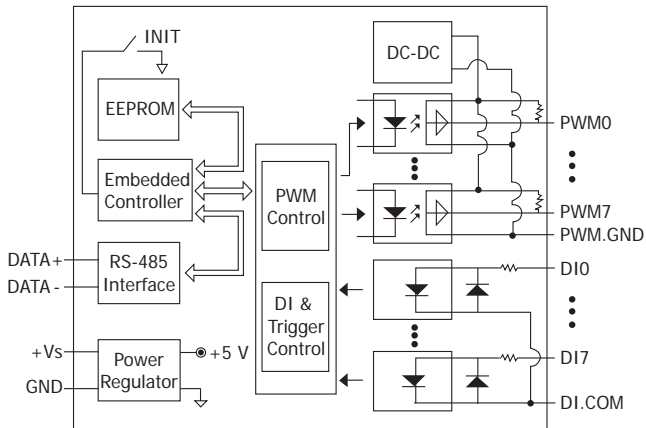 INIT
DC-DC
EEPROM
PWM0
Embedded
Controller
PWM
Control
PWM7
PWM.GND
DATA+
DATA-
RS-485
Interface
DI0
DI &
Trigger
Control
+Vs
GND
Power
Regulator
+5 V
DI7
DI.COM